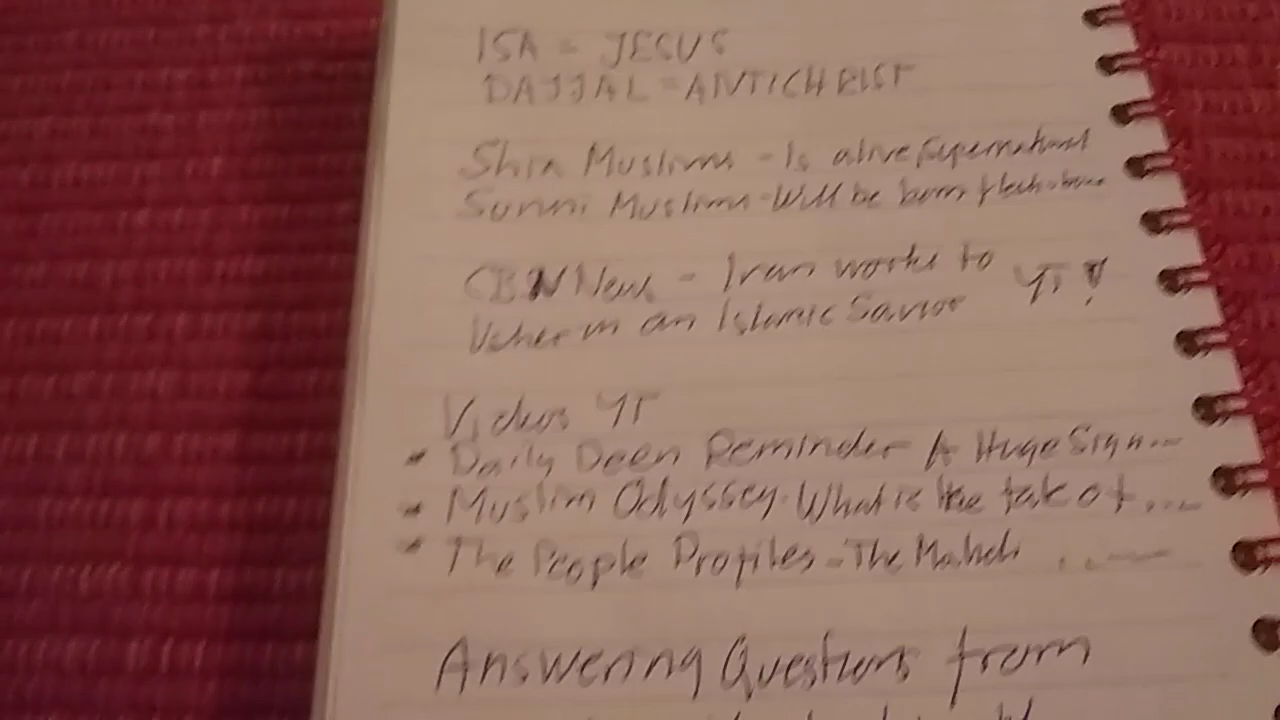 ISA = JESUS
DAJJAL = ANTICHRIST
Shia Muslims - Is alive supernatural
Sunni Muslims - Will be born
CBN News - Iran works to YT!
Usher in an Islamic Savior
Videos YT
• Daily Deen Reminder A Huge Sign...
• Muslim Odyssey - What is the take of ....
• The People Profiles - The Mahdi
Answering Questions from